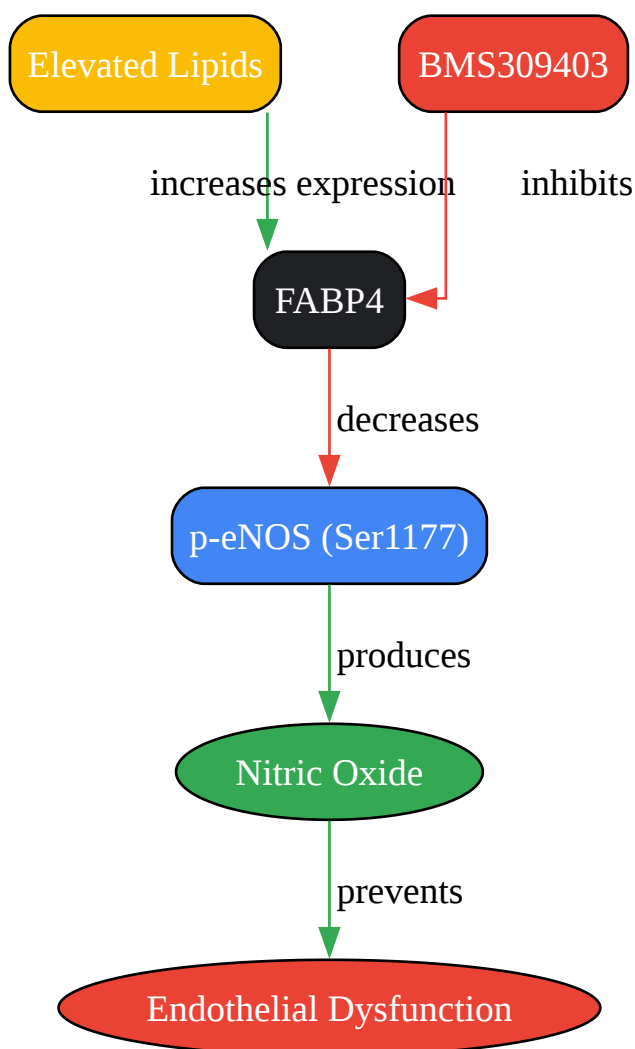 Elevated Lipids
BMS309403
increases expression
inhibits
FABP4
decreases
p-eNOS (Ser1177)
produces
Nitric Oxide
prevents
Endothelial Dysfunction